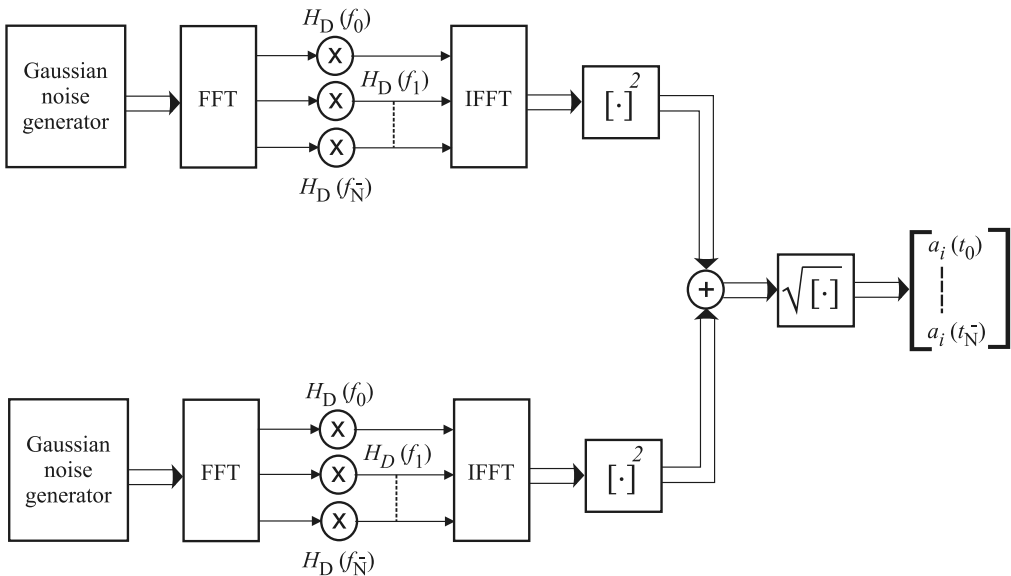 H_D (f_0)
Gaussian
noise
generator
FFT
X
H_D (f_1)
X
X
H_D (f_N̄)
IFFT
[·]^2
+
√[·]
a_i (t_0)
a_i (t_N̄)
H_D (f_0)
Gaussian
noise
generator
FFT
X
H_D (f_1)
X
X
H_D (f_N̄)
IFFT
[·]^2